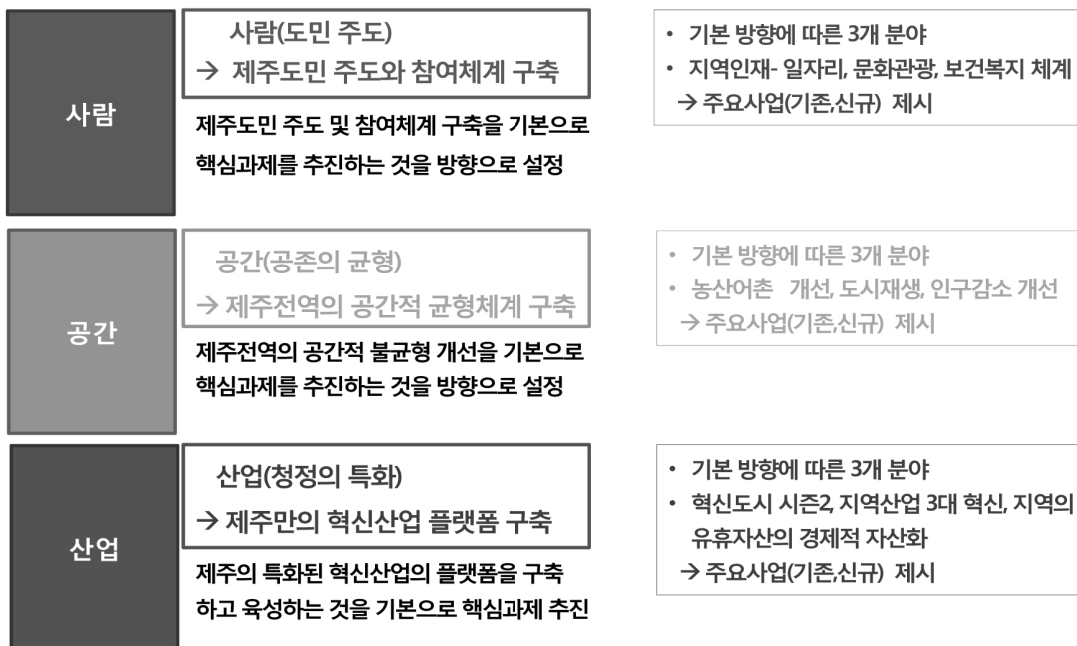 사람
사람(도민 주도)
→ 제주도민 주도와 참여체계 구축
제주도민 주도 및 참여체계 구축을 기본으로
핵심과제를 추진하는 것을 방향으로 설정
• 기본 방향에 따른 3개 분야
• 지역인재- 일자리, 문화관광, 보건복지 체계
→ 주요사업(기존,신규) 제시
공간
공간(공존의 균형)
→ 제주전역의 공간적 균형체계 구축
제주전역의 공간적 불균형 개선을 기본으로
핵심과제를 추진하는 것을 방향으로 설정
• 기본 방향에 따른 3개 분야
• 농산어촌 개선, 도시재생, 인구감소 개선
→ 주요사업(기존,신규) 제시
산업
산업(청정의 특화)
→ 제주만의 혁신산업 플랫폼 구축
제주의 특화된 혁신산업의 플랫폼을 구축
하고 육성하는 것을 기본으로 핵심과제 추진
• 기본 방향에 따른 3개 분야
• 혁신도시 시즌2, 지역산업 3대 혁신, 지역의
유휴자산의 경제적 자산화
→ 주요사업(기존,신규) 제시